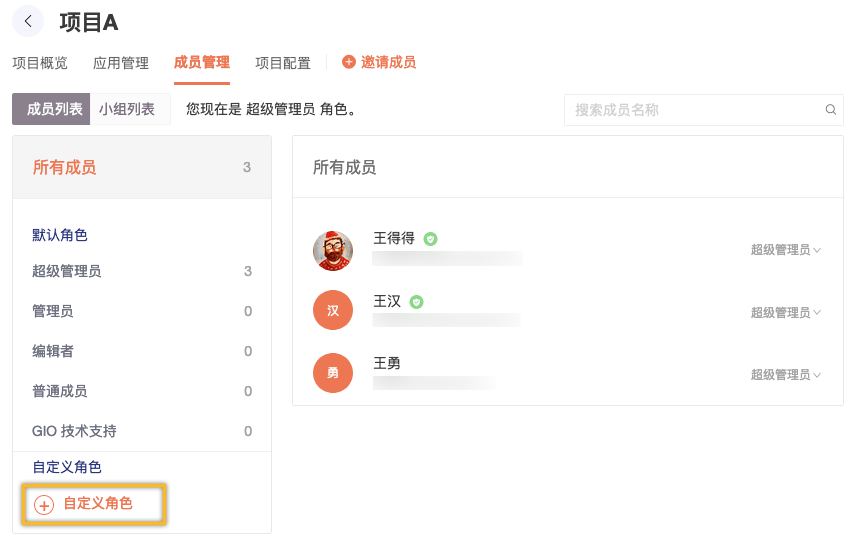 项目A
项目概览 应用管理 成员管理 项目配置 邀请成员
成员列表 小组列表 您现在是 超级管理员 角色。 搜索成员名称
所有成员 3
默认角色
超级管理员 3
管理员 0
编辑者 0
普通成员 0
GIO 技术支持 0
自定义角色
自定义角色
所有成员
王得得
超级管理员
汉 王汉
超级管理员
勇 王勇
超级管理员